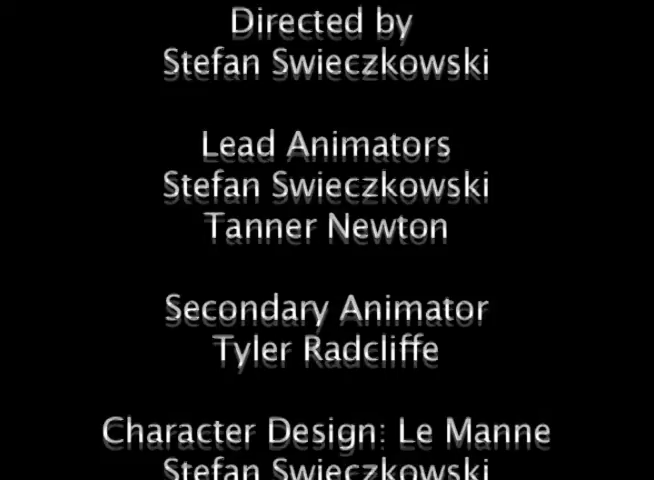 Directed by
Stefan Swieczkowski
Lead Animators
Stefan Swieczkowski
Tanner Newton
Secondary Animator
Tyler Radcliffe
Character Design: Le Manne
Stefan Swieczkowski